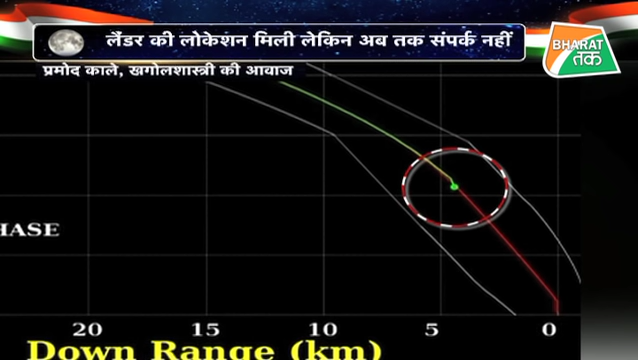 लैंडर की लोकेशन मिली लेकिन अब तक संपर्क नहीं
BHARAT
तक
प्रमोद काले, खगोलशास्त्री की आवाज
HASE
20 15 10 5 0
Down Range (km)